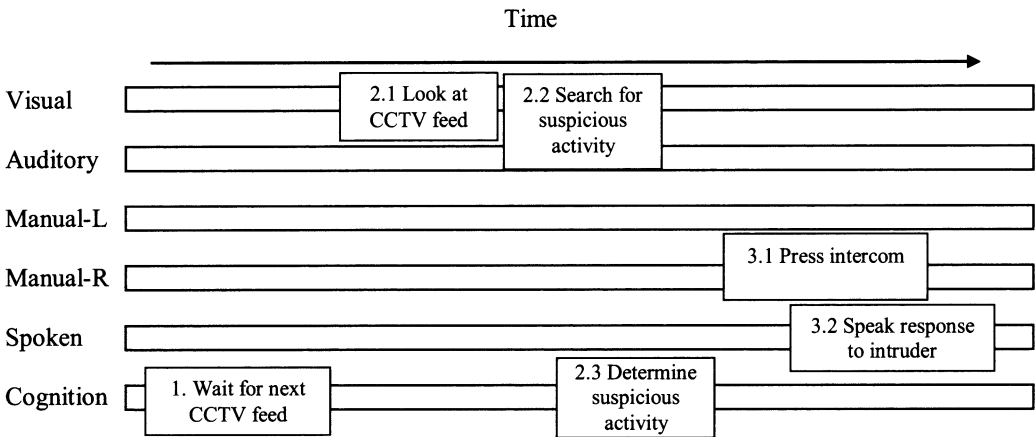 Time
Visual
2.1 Look at
CCTV feed
2.2 Search for
suspicious
activity
Auditory
Manual-L
Manual-R
3.1 Press intercom
Spoken
3.2 Speak response
to intruder
Cognition
1. Wait for next
CCTV feed
2.3 Determine
suspicious
activity